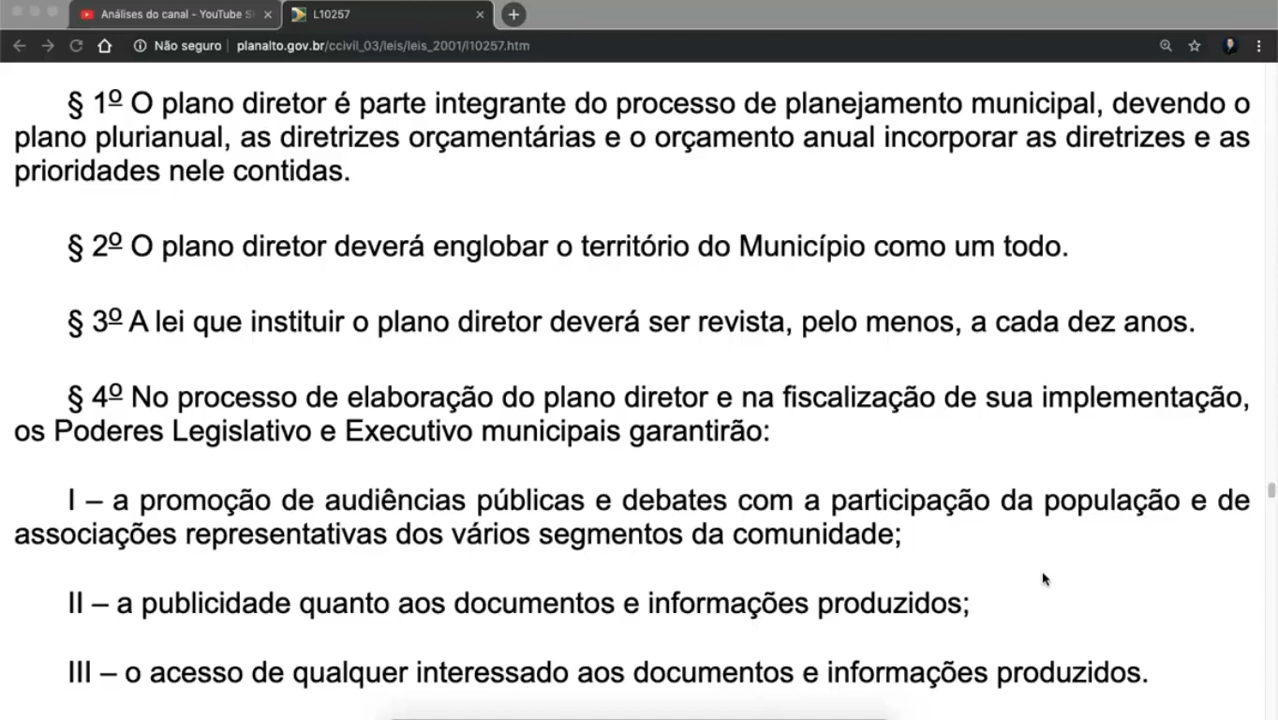 Análises do canal - YouTube S
L10257
Não seguro
planalto.gov.br/ccivil_03/leis/leis_2001/l10257.htm
§ 1º O plano diretor é parte integrante do processo de planejamento municipal, devendo o
plano plurianual, as diretrizes orçamentárias e o orçamento anual incorporar as diretrizes e as
prioridades nele contidas.
§ 2º O plano diretor deverá englobar o território do Município como um todo.
§ 3º A lei que instituir o plano diretor deverá ser revista, pelo menos, a cada dez anos.
§ 4º No processo de elaboração do plano diretor e na fiscalização de sua implementação,
os Poderes Legislativo e Executivo municipais garantirão:
I – a promoção de audiências públicas e debates com a participação da população e de
associações representativas dos vários segmentos da comunidade;
II – a publicidade quanto aos documentos e informações produzidos;
III – o acesso de qualquer interessado aos documentos e informações produzidos.